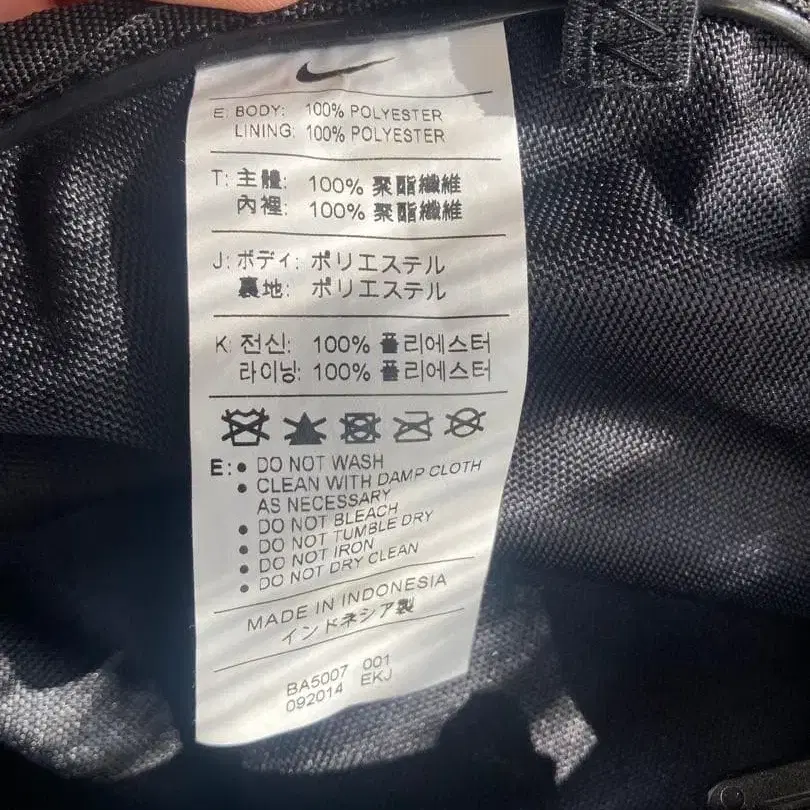 E: BODY: 100% POLYESTER
LINING: 100% POLYESTER
T: 主體: 100% 聚酯纖維
內裡: 100% 聚酯纖維
J: ボディ: ポリエステル
裏地: ポリエステル
K: 전신: 100% 폴리에스터
라이닝: 100% 폴리에스터
E: • DO NOT WASH
• CLEAN WITH DAMP CLOTH
AS NECESSARY
• DO NOT BLEACH
• DO NOT TUMBLE DRY
• DO NOT IRON
• DO NOT DRY CLEAN
MADE IN INDONESIA
インドネシア製
BA5007 001
092014 EKJ